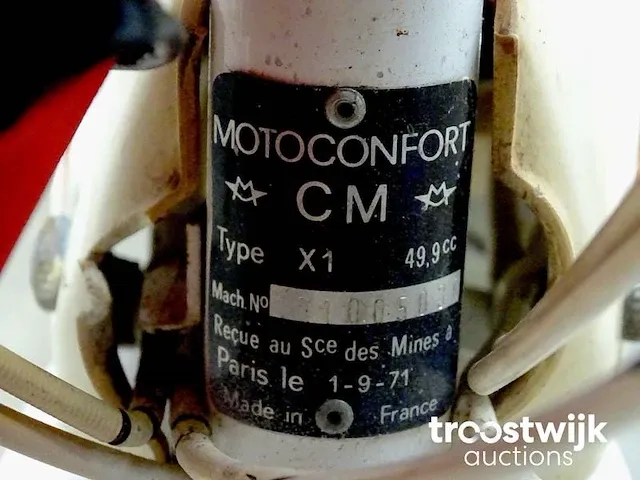 MOTOCONFORT
CM
Type X1 49,9cc
Mach. No
Reçue au Sce des Mines à
Paris le 1-9-71
Made in France
troostwijk
auctions